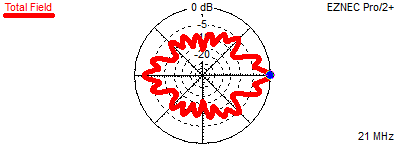 Total Field
0 dB
EZNEC Pro/2+
-5
-20
21 MHz